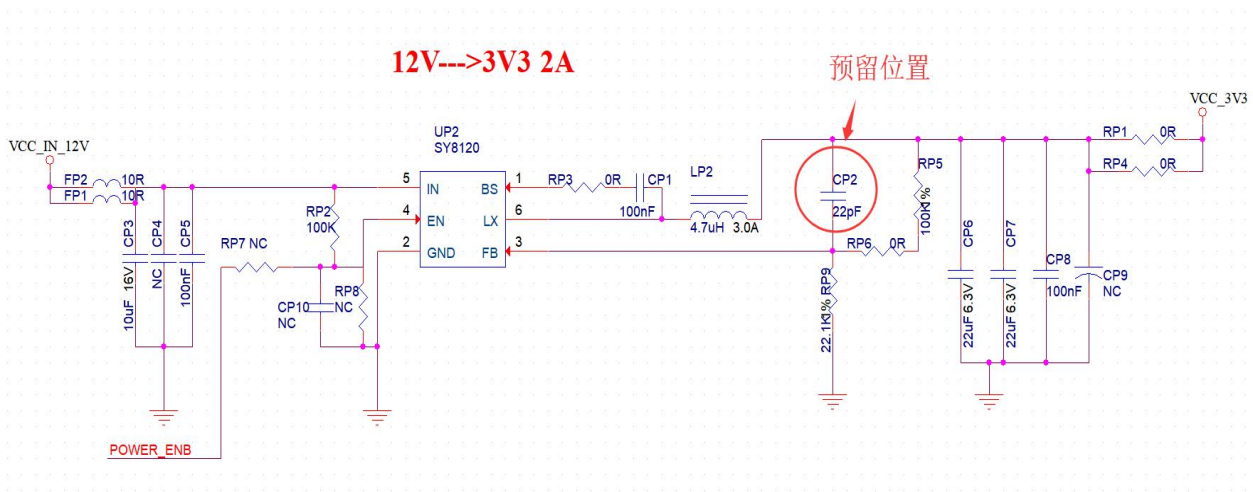 12V--->3V3 2A
预留位置
VCC_3V3
VCC_IN_12V
UP2
SY8120
FP2 10R
FP1 10R
5 IN
BS 1
4 EN
LX 6
2 GND
FB 3
RP3 0R
CP1
100nF
LP2
4.7uH 3.0A
CP2
22pF
RP5
100K1%
RP6 0R
RP9
22.1K1%
RP1 0R
RP4 0R
CP3
10uF 16V
CP4
NC
CP5
100nF
RP2
100K
RP7 NC
CP10
NC
RP8
NC
CP6
22uF 6.3V
CP7
22uF 6.3V
CP8
100nF
CP9
NC
POWER_ENB